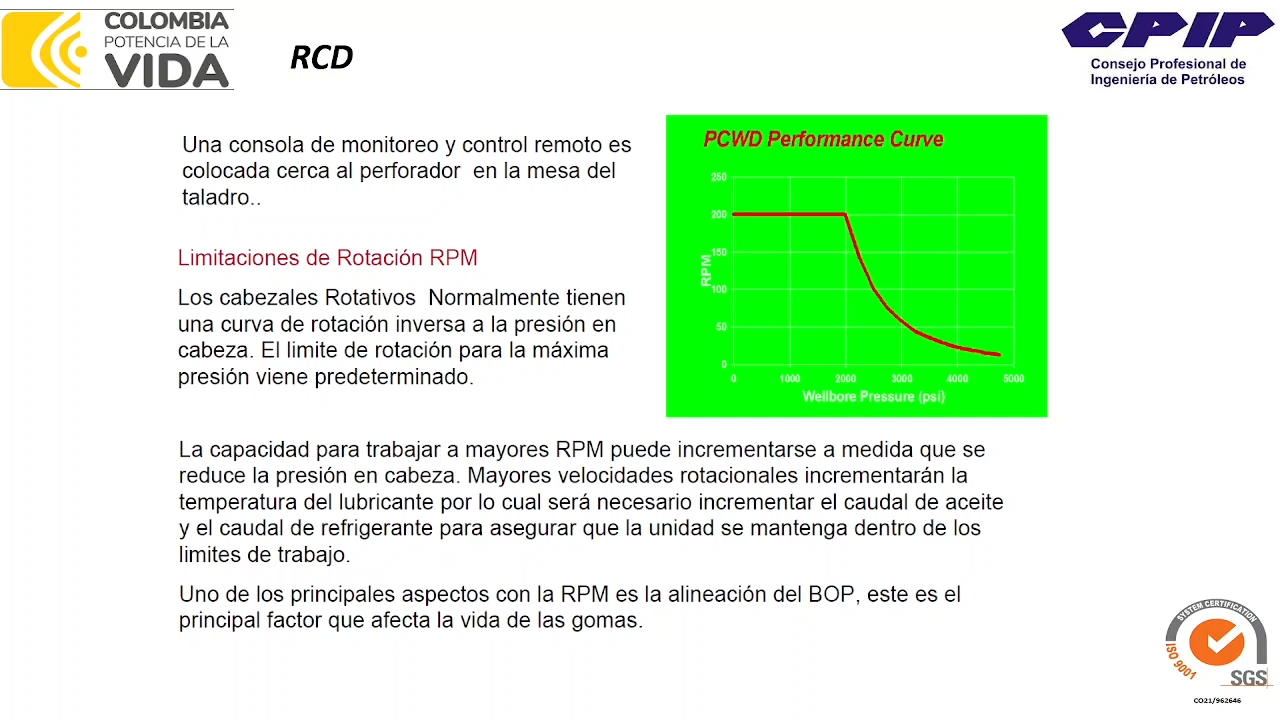 COLOMBIA
POTENCIA DE LA
VIDA
RCD
CPIP
Consejo Profesional de
Ingeniería de Petróleos
Una consola de monitoreo y control remoto es
colocada cerca al perforador en la mesa del
taladro..
Limitaciones de Rotación RPM
Los cabezales Rotativos Normalmente tienen
una curva de rotación inversa a la presión en
cabeza. El limite de rotación para la máxima
presión viene predeterminado.
PCWD Performance Curve
250
200
150
100
50
0
RPM
0 1000 2000 3000 4000 5000
Wellbore Pressure (psi)
La capacidad para trabajar a mayores RPM puede incrementarse a medida que se
reduce la presión en cabeza. Mayores velocidades rotacionales incrementarán la
temperatura del lubricante por lo cual será necesario incrementar el caudal de aceite
y el caudal de refrigerante para asegurar que la unidad se mantenga dentro de los
limites de trabajo.
Uno de los principales aspectos con la RPM es la alineación del BOP, este es el
principal factor que afecta la vida de las gomas.
SYSTEM CERTIFICATION
ISO 9001
SGS
CO21/962646